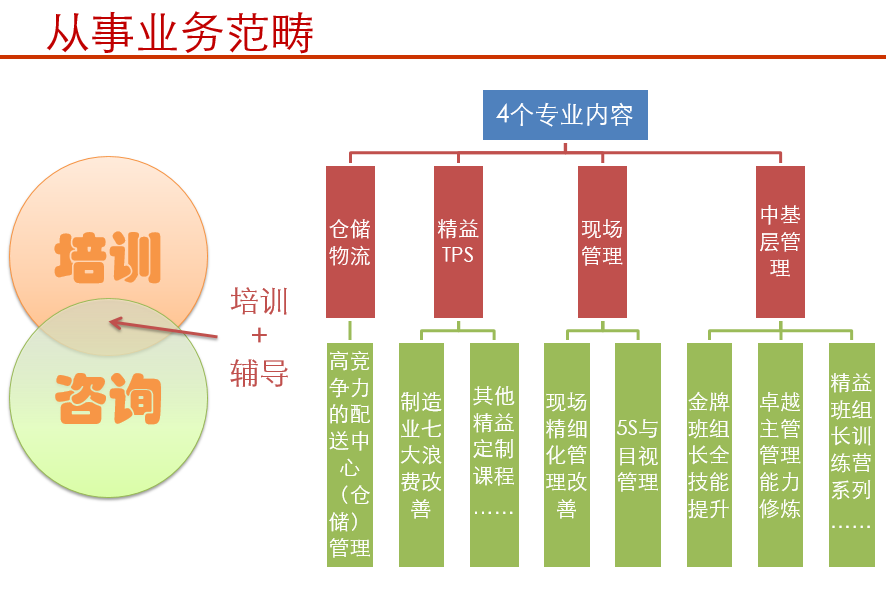 从事业务范畴
4个专业内容
培训
咨询
培训
+
辅导
仓储
物流
精益
TPS
现场
管理
中基
层管
理
高竞
争力
的配
送中
心
（仓
储）
管理
制造
业七
大浪
费改
善
其他
精益
定制
课程
……
现场
精细
化管
理改
善
5S与
目视
管理
金牌
班组
长全
技能
提升
卓越
主管
管理
能力
修炼
精益
班组
长训
练营
系列
……